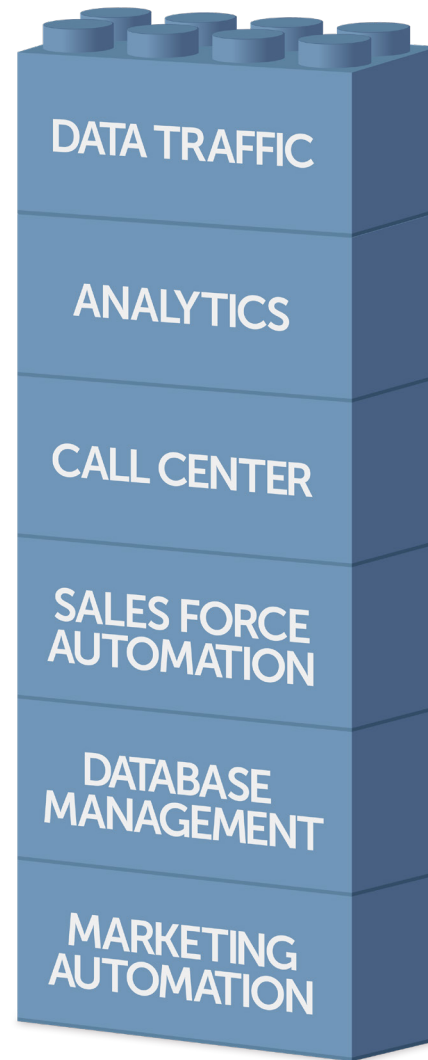 DATA TRAFFIC
ANALYTICS
CALL CENTER
SALES FORCE
AUTOMATION
DATABASE
MANAGEMENT
MARKETING
AUTOMATION